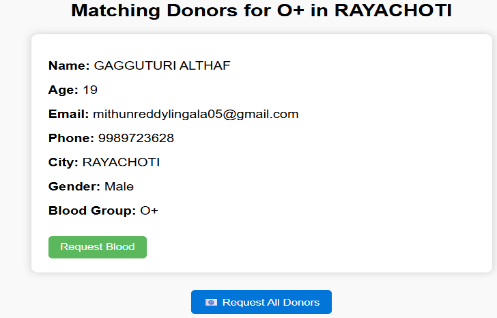 Matching Donors for O+ in RAYACHOTI
Name: GAGGUTURI ALTHAF
Age: 19
Email: mithunreddylingala05@gmail.com
Phone: 9989723628
City: RAYACHOTI
Gender: Male
Blood Group: O+
Request Blood
Request All Donors